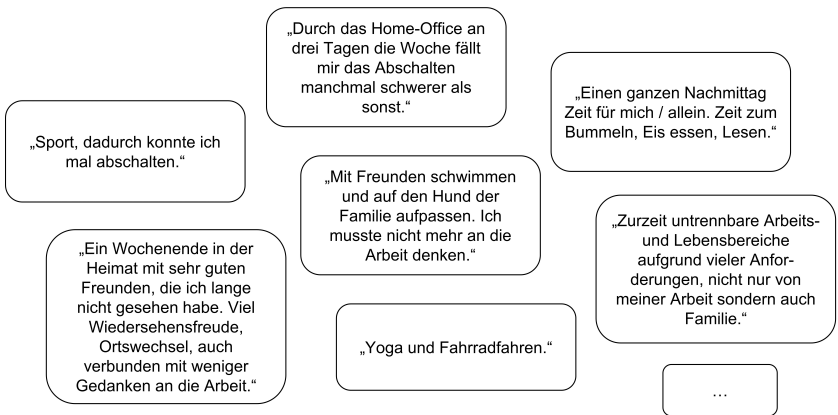 „Durch das Home-Office an
drei Tagen die Woche fällt
mir das Abschalten
manchmal schwerer als
sonst.“
„Einen ganzen Nachmittag
Zeit für mich / allein. Zeit zum
Bummeln, Eis essen, Lesen.“
„Sport, dadurch konnte ich
mal abschalten.“
„Mit Freunden schwimmen
und auf den Hund der
Familie aufpassen. Ich
musste nicht mehr an die
Arbeit denken.“
„Zurzeit untrennbare Arbeits-
und Lebensbereiche
aufgrund vieler Anfor-
derungen, nicht nur von
meiner Arbeit sondern auch
Familie.“
„Ein Wochenende in der
Heimat mit sehr guten
Freunden, die ich lange
nicht gesehen habe. Viel
Wiedersehensfreude,
Ortswechsel, auch
verbunden mit weniger
Gedanken an die Arbeit.“
„Yoga und Fahrradfahren.“
…